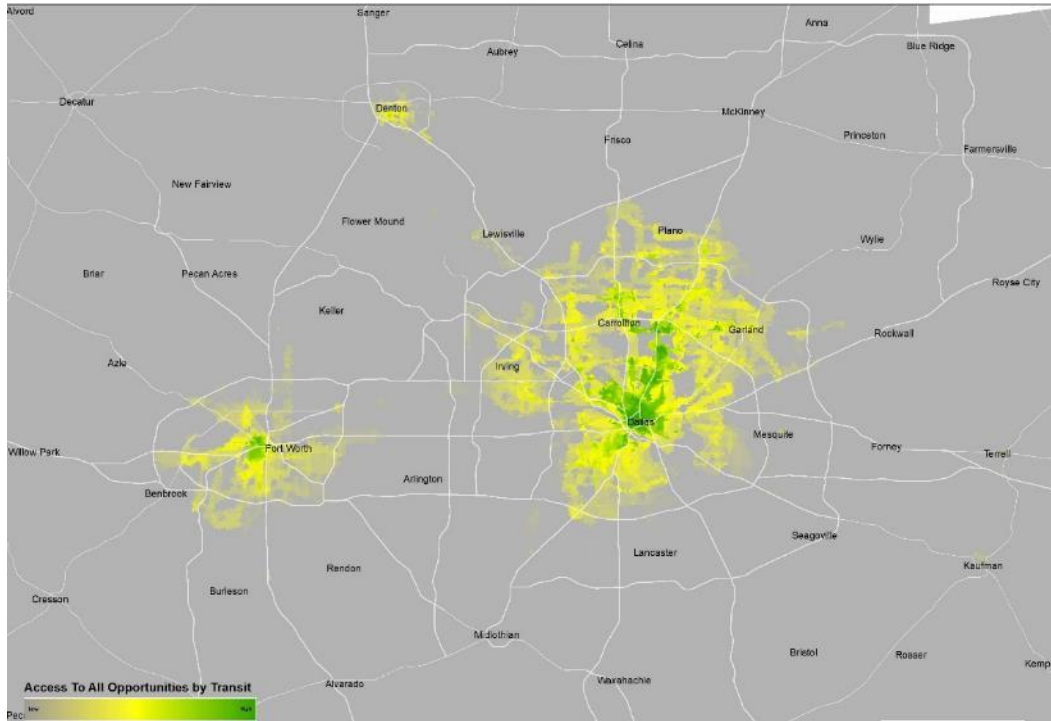 Alvord
Sanger
Anna
Aubrey
Celina
Blue Ridge
Decatur
Denton
McKinney
Princeton
Frisco
Farmersville
New Fairview
Flower Mound
Lewisville
Plano
Wylie
Briar
Pecan Acres
Royse City
Keller
Carrollton
Garland
Rockwall
Azle
Irving
Dallas
Mesquite
Fort Worth
Forney
Willow Park
Terrell
Arlington
Benbrook
Seagoville
Lancaster
Kaufman
Rendon
Burleson
Cresson
Midlothian
Bristol
Rosser
Kemp
Waxahachie
Alvarado
Access To All Opportunities by Transit
low
High
Pec